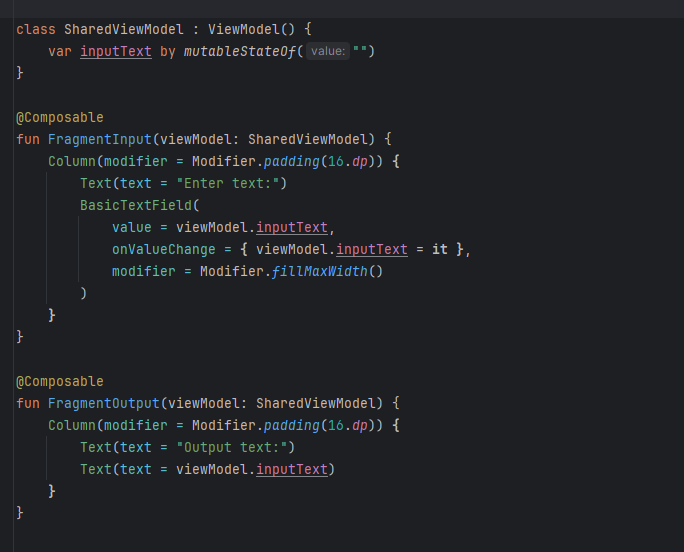 class SharedViewModel : ViewModel() {
    var inputText by mutableStateOf( value: "")
}

@Composable
fun FragmentInput(viewModel: SharedViewModel) {
    Column(modifier = Modifier.padding(16.dp)) {
        Text(text = "Enter text:")
        BasicTextField(
            value = viewModel.inputText,
            onValueChange = { viewModel.inputText = it },
            modifier = Modifier.fillMaxWidth()
        )
    }
}

@Composable
fun FragmentOutput(viewModel: SharedViewModel) {
    Column(modifier = Modifier.padding(16.dp)) {
        Text(text = "Output text:")
        Text(text = viewModel.inputText)
    }
}